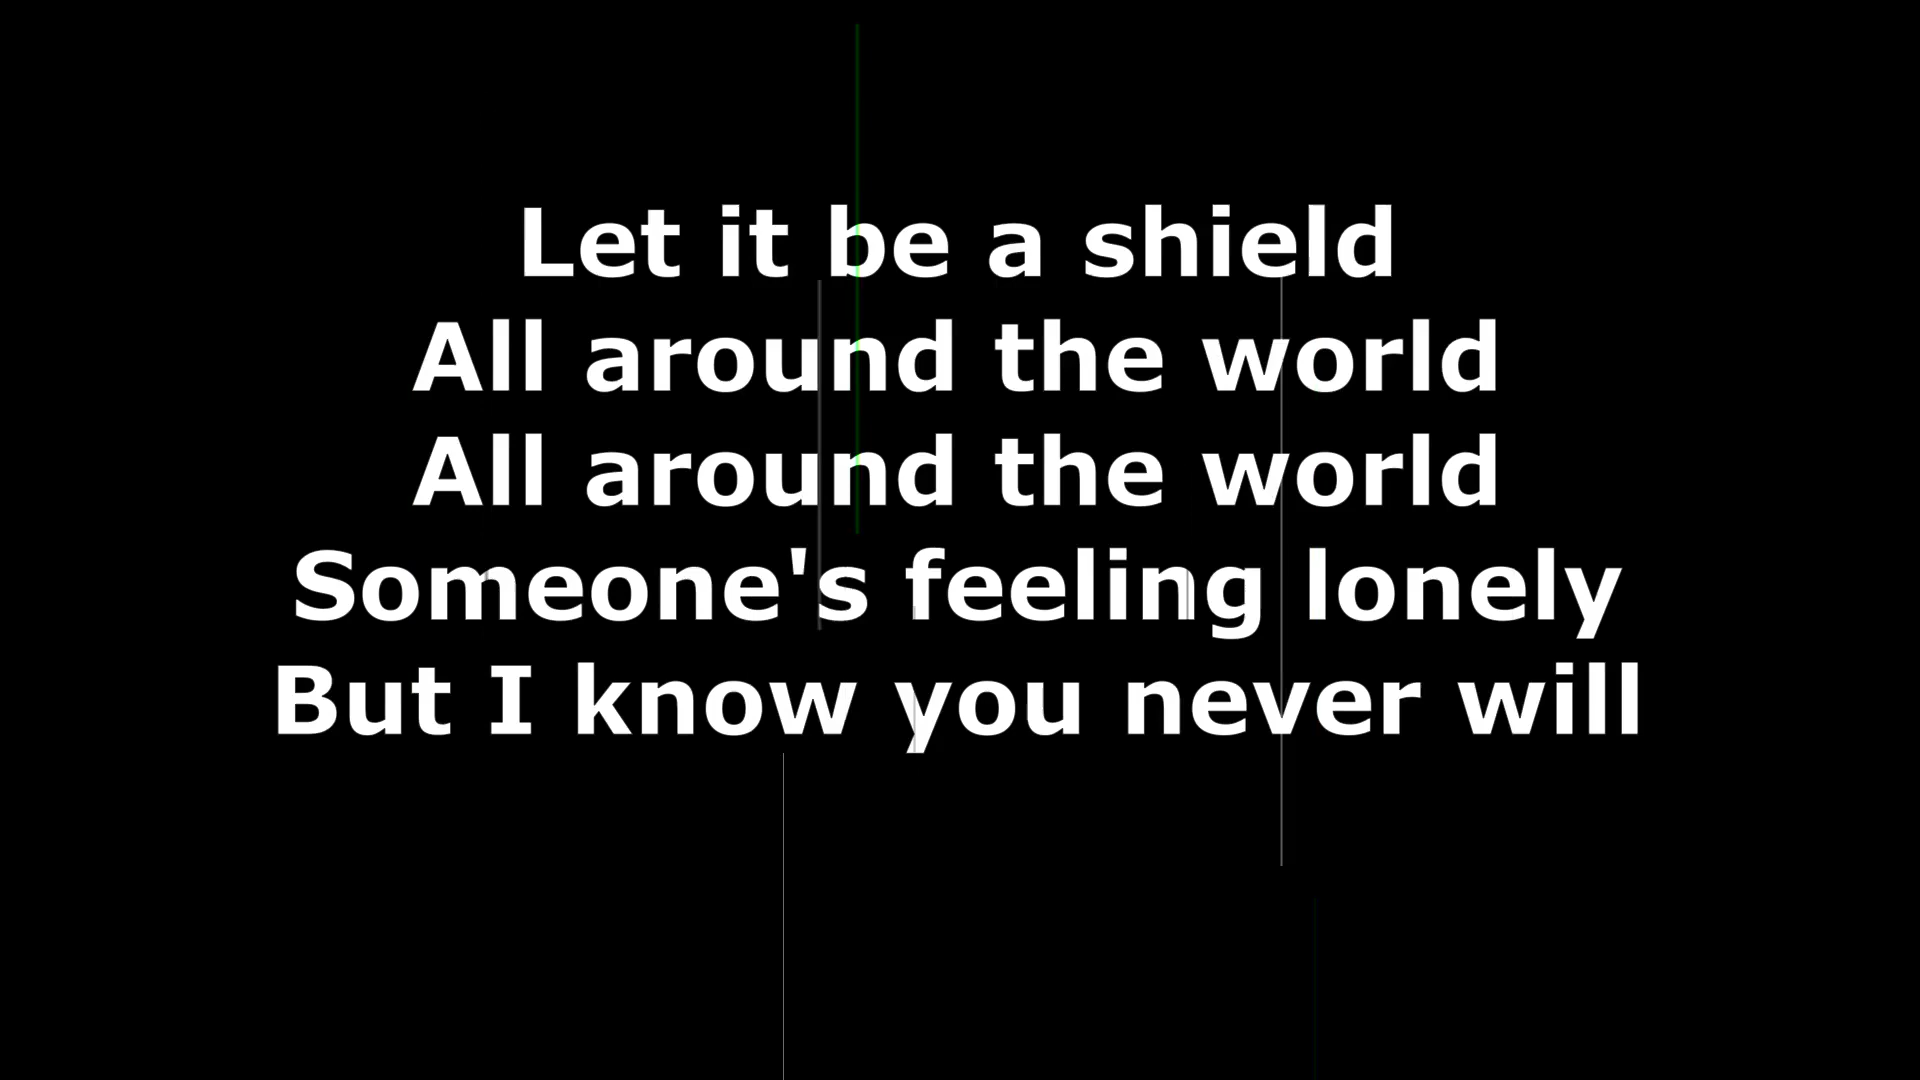 Let it be a shield
All around the world
All around the world
Someone's feeling lonely
But I know you never will